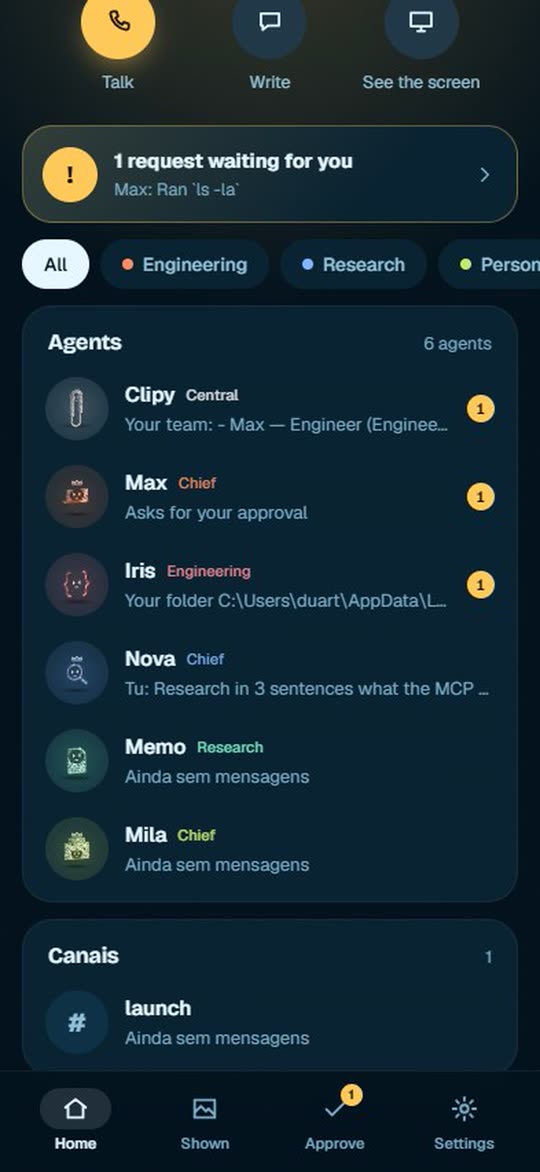 Talk
Write
See the screen
!
1 request waiting for you
Max: Ran `ls -la`
All
Engineering
Research
Person
Agents
6 agents
Clipy Central
Your team: - Max — Engineer (Enginee...
1
Max Chief
Asks for your approval
1
Iris Engineering
Your folder C:\Users\duart\AppData\L...
1
Nova Chief
Tu: Research in 3 sentences what the MCP ...
Memo Research
Ainda sem mensagens
Mila Chief
Ainda sem mensagens
Canais
1
#
launch
Ainda sem mensagens
1
Home
Shown
Approve
Settings